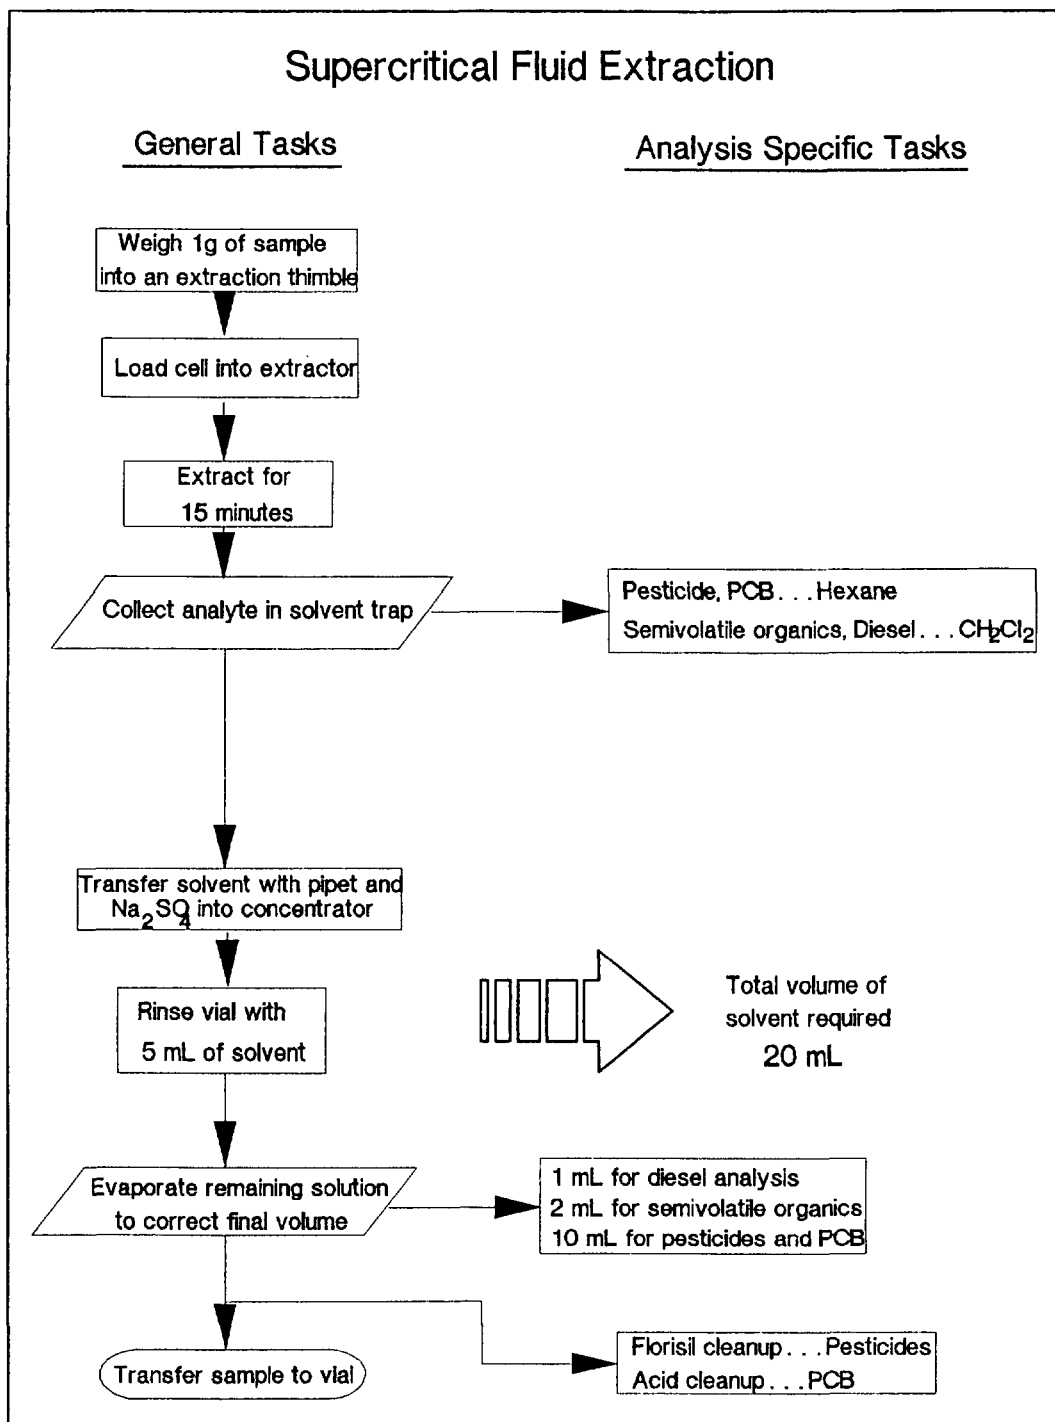 Supercritical Fluid Extraction
General Tasks
Analysis Specific Tasks
Weigh 1g of sample
into an extraction thimble
Load cell into extractor
Extract for
15 minutes
Collect analyte in solvent trap
Pesticide, PCB . . . Hexane
Semivolatile organics, Diesel . . . CH2Cl2
Transfer solvent with pipet and
Na2SO4 into concentrator
Rinse vial with
5 mL of solvent
Total volume of
solvent required
20 mL
Evaporate remaining solution
to correct final volume
1 mL for diesel analysis
2 mL for semivolatile organics
10 mL for pesticides and PCB
Florisil cleanup . . . Pesticides
Acid cleanup . . . PCB
Transfer sample to vial